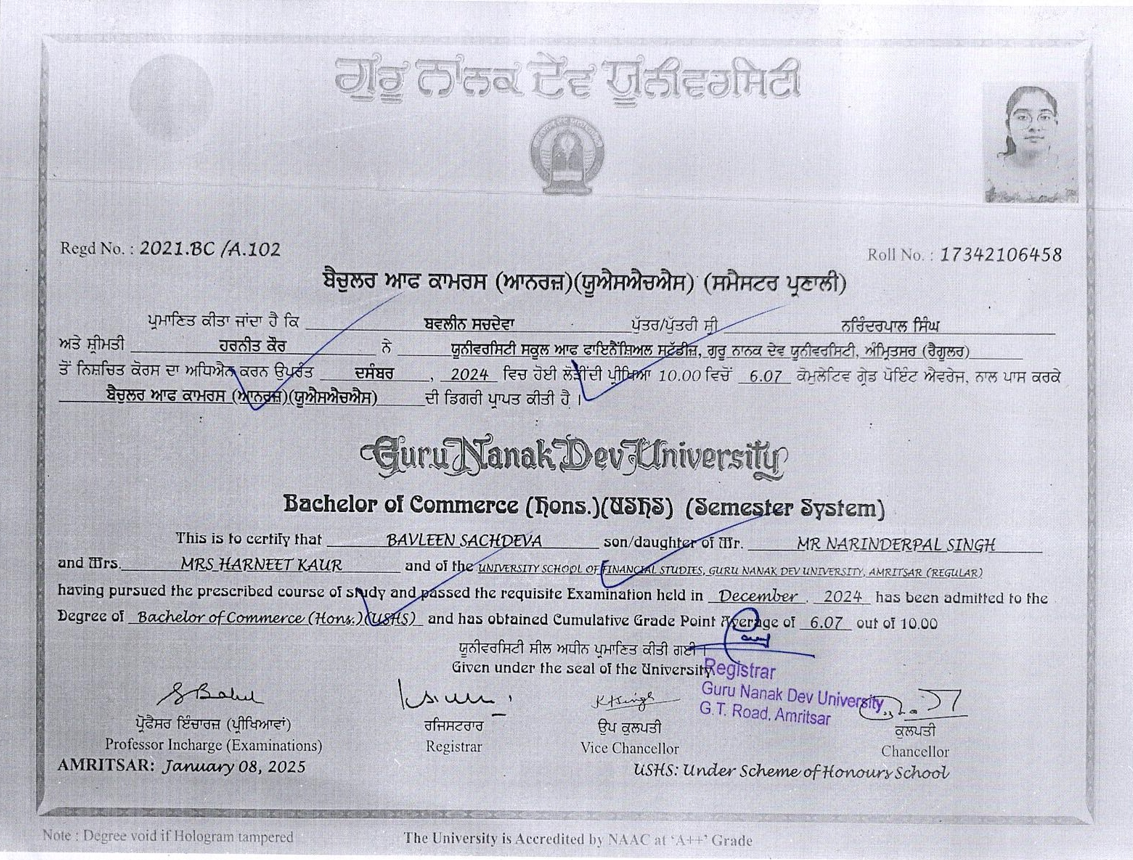 ਗੁਰੂ ਨਾਨਕ ਦੇਵ ਯੂਨੀਵਰਸਿਟੀ
Regd No. : 2021.BC /A.102 Roll No. : 17342106458
ਬੈਚੁਲਰ ਆਫ ਕਾਮਰਸ (ਆਨਰਜ਼)(ਯੂਐਸਐਚਐਸ) (ਸਮੈਸਟਰ ਪ੍ਰਣਾਲੀ)
ਪ੍ਰਮਾਣਿਤ ਕੀਤਾ ਜਾਂਦਾ ਹੈ ਕਿ ਬਵਲੀਨ ਸਚਦੇਵਾ ਪੁੱਤਰ/ਪੁੱਤਰੀ ਸ਼੍ਰੀ ਨਰਿੰਦਰਪਾਲ ਸਿੰਘ
ਅਤੇ ਸ਼੍ਰੀਮਤੀ ਹਰਨੀਤ ਕੌਰ ਨੇ ਯੂਨੀਵਰਸਿਟੀ ਸਕੂਲ ਆਫ ਫਾਇਨੈਂਸ਼ਿਅਲ ਸਟੱਡੀਜ਼, ਗੁਰੂ ਨਾਨਕ ਦੇਵ ਯੂਨੀਵਰਸਿਟੀ, ਅੰਮ੍ਰਿਤਸਰ (ਰੈਗੂਲਰ)
ਤੋਂ ਨਿਸ਼ਚਿਤ ਕੋਰਸ ਦਾ ਅਧਿਐਨ ਕਰਨ ਉਪਰੰਤ ਦਸੰਬਰ , 2024 ਵਿਚ ਹੋਈ ਲੋੜੀਂਦੀ ਪ੍ਰੀਖਿਆ 10.00 ਵਿਚੋਂ 6.07 ਕੋਮੂਲੇਟਿਵ ਗ੍ਰੇਡ ਪੋਇੰਟ ਐਵਰੇਜ, ਨਾਲ ਪਾਸ ਕਰਕੇ
ਬੈਚੁਲਰ ਆਫ ਕਾਮਰਸ (ਆਨਰਜ਼)(ਯੂਐਸਐਚਐਸ) ਦੀ ਡਿਗਰੀ ਪ੍ਰਾਪਤ ਕੀਤੀ ਹੈ ।
Guru Nanak Dev University
Bachelor of Commerce (Hons.)(USHS) (Semester System)
This is to certify that BAVLEEN SACHDEVA son/daughter of Mr. MR NARINDERPAL SINGH
and Mrs. MRS HARNEET KAUR and of the UNIVERSITY SCHOOL OF FINANCIAL STUDIES, GURU NANAK DEV UNIVERSITY, AMRITSAR (REGULAR)
having pursued the prescribed course of study and passed the requisite Examination held in December , 2024 has been admitted to the
Degree of Bachelor of Commerce (Hons.)(USHS) and has obtained Cumulative Grade Point Average of 6.07 out of 10.00
ਯੂਨੀਵਰਸਿਟੀ ਸੀਲ ਅਧੀਨ ਪ੍ਰਮਾਣਿਤ ਕੀਤੀ ਗਈ ।
Given under the seal of the University
Registrar
Guru Nanak Dev University
G.T. Road, Amritsar
ਪ੍ਰੋਫੈਸਰ ਇੰਚਾਰਜ (ਪ੍ਰੀਖਿਆਵਾਂ) ਰਜਿਸਟਰਾਰ ਉਪ ਕੁਲਪਤੀ ਕੁਲਪਤੀ
Professor Incharge (Examinations) Registrar Vice Chancellor Chancellor
AMRITSAR: January 08, 2025 USHS: Under Scheme of Honours School
Note : Degree void if Hologram tampered The University is Accredited by NAAC at ‘A++’ Grade